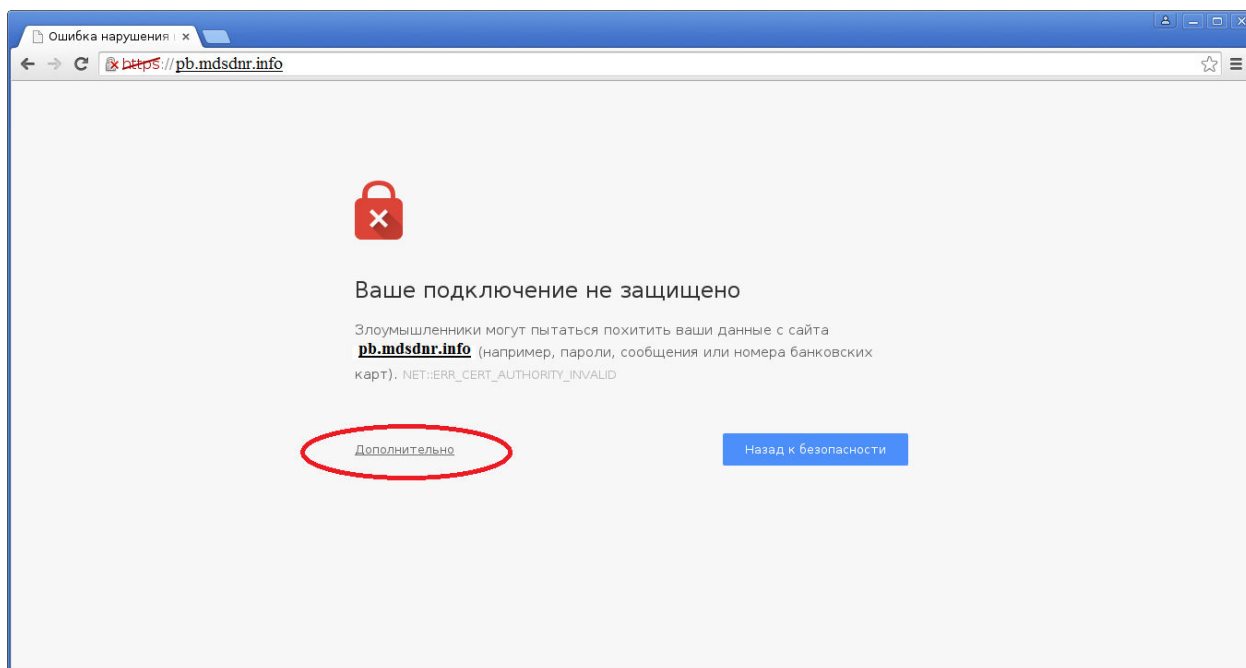 Ошибка нарушения
https://pb.mdsdnr.info
Ваше подключение не защищено
Злоумышленники могут пытаться похитить ваши данные с сайта
pb.mdsdnr.info (например, пароли, сообщения или номера банковских
карт). NET::ERR_CERT_AUTHORITY_INVALID
Дополнительно
Назад к безопасности